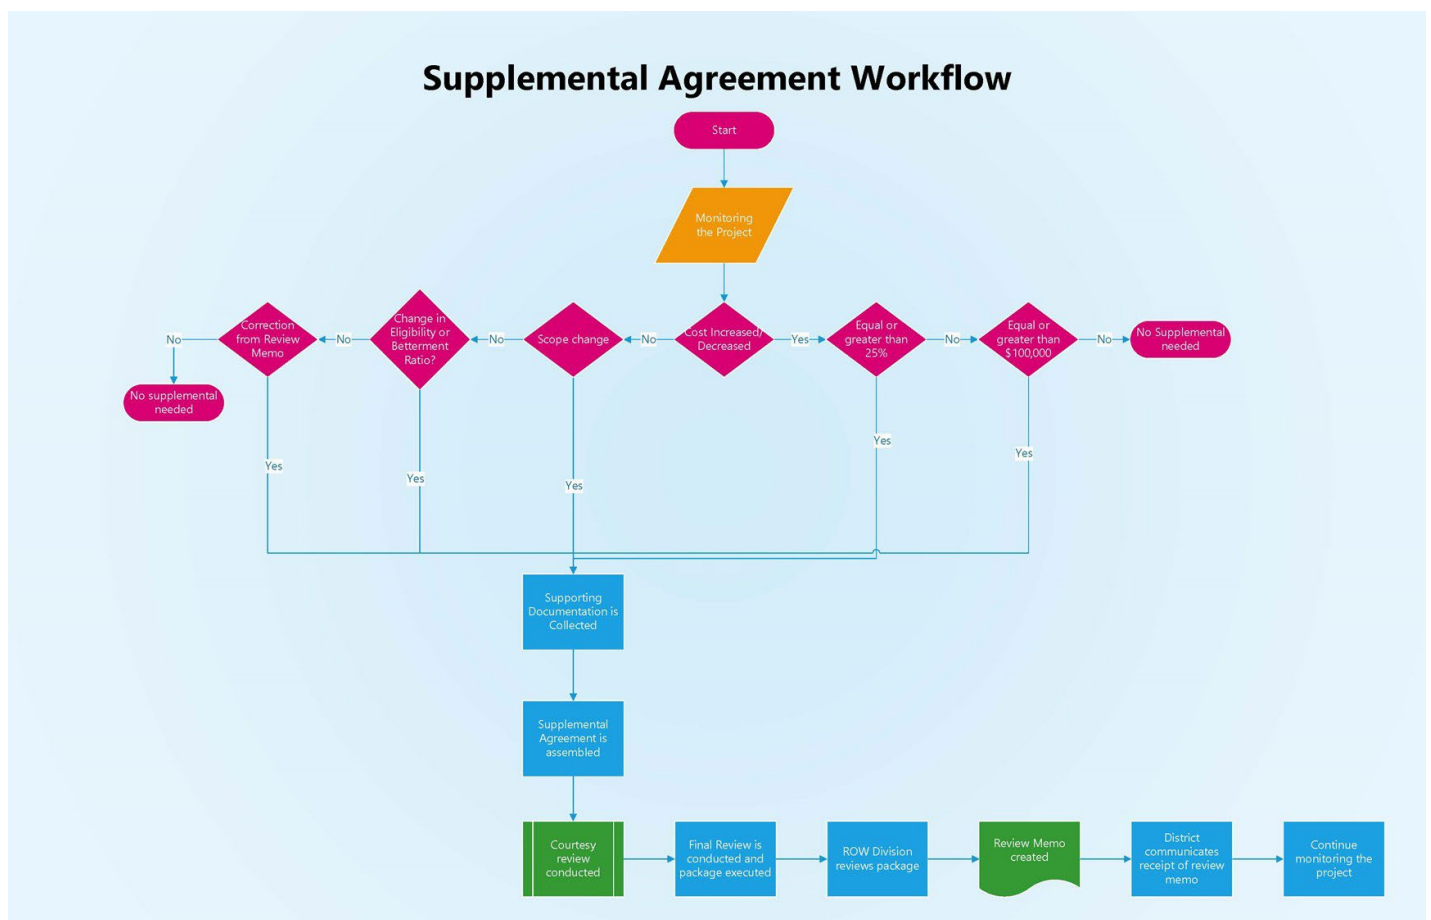 Supplemental Agreement Workflow
Start
Monitoring
the Project
Correction
from Review
Memo
No
Change in
Eligibility or
Betterment
Ratio?
No
Scope change
No
Cost Increased/
Decreased
Yes
Equal or
greater than
25%
No
Equal or
greater than
$100,000
No
No Supplemental
needed
No
No supplemental
needed
Yes
Yes
Yes
Yes
Yes
Supporting
Documentation is
Collected
Supplemental
Agreement is
assembled
Courtesy
review
conducted
Final Review is
conducted and
package executed
ROW Division
reviews package
Review Memo
created
District
communicates
receipt of review
memo
Continue
monitoring the
project